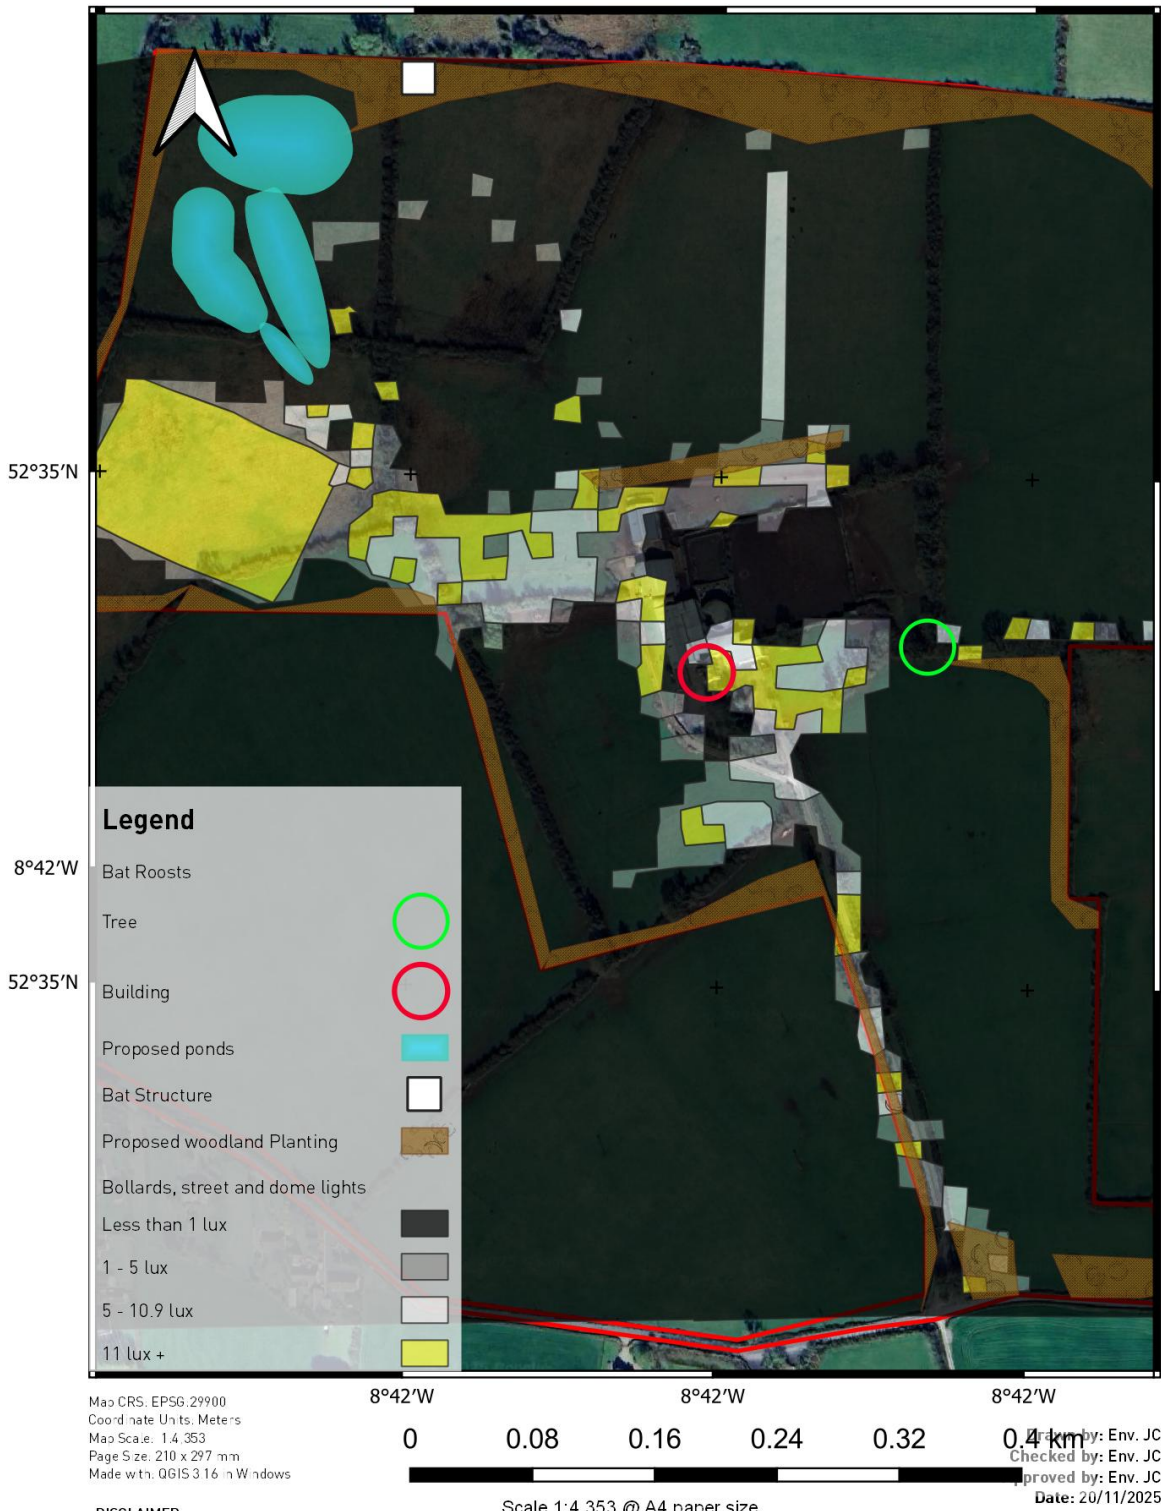 52°35′N
8°42′W
52°35′N
Legend
Bat Roosts
Tree
Building
Proposed ponds
Bat Structure
Proposed woodland Planting
Bollards, street and dome lights
Less than 1 lux
1 - 5 lux
5 - 10.9 lux
11 lux +
8°42′W 8°42′W 8°42′W
Map CRS: EPSG:29900
Coordinate Units: Meters
Map Scale: 1:4,353
Page Size: 210 x 297 mm
Made with: QGIS 3.16 in Windows
0 0.08 0.16 0.24 0.32 0.4 km
Drawn by: Env. JC
Checked by: Env. JC
Approved by: Env. JC
Date: 20/11/2025
Scale 1:4,353 @ A4 paper size
DISCLAIMER